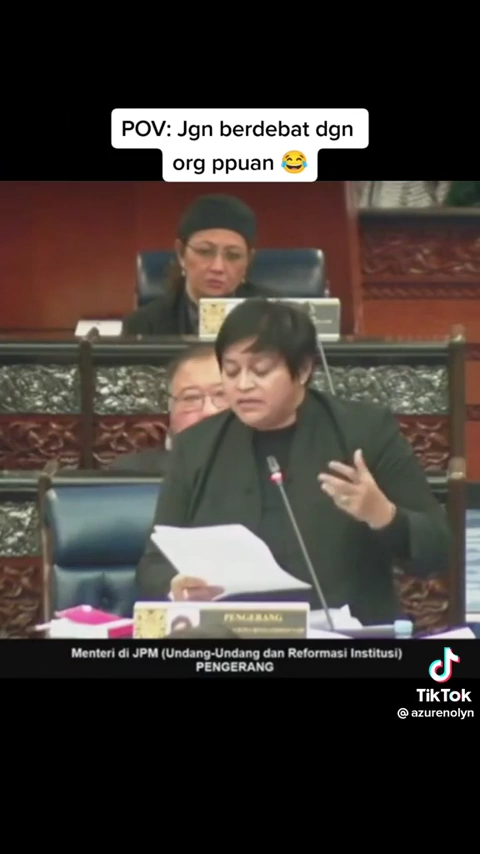 POV: Jgn berdebat dgn
org ppuan 😂
PENGERANG
Menteri di JPM (Undang-Undang dan Reformasi Institusi)
PENGERANG
TikTok
@ azurenolyn